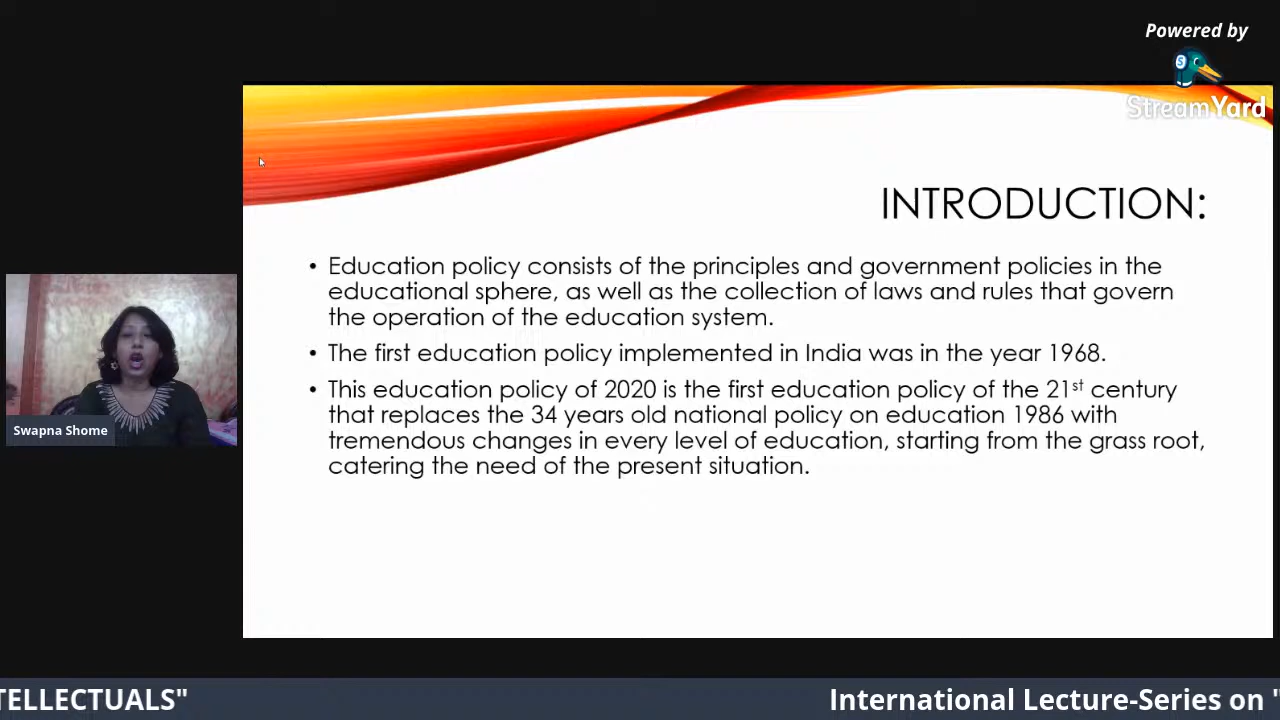 Powered by
StreamYard
INTRODUCTION:
• Education policy consists of the principles and government policies in the
educational sphere, as well as the collection of laws and rules that govern
the operation of the education system.
• The first education policy implemented in India was in the year 1968.
• This education policy of 2020 is the first education policy of the 21st century
that replaces the 34 years old national policy on education 1986 with
tremendous changes in every level of education, starting from the grass root,
catering the need of the present situation.
Swapna Shome
TELLECTUALS" International Lecture-Series on "